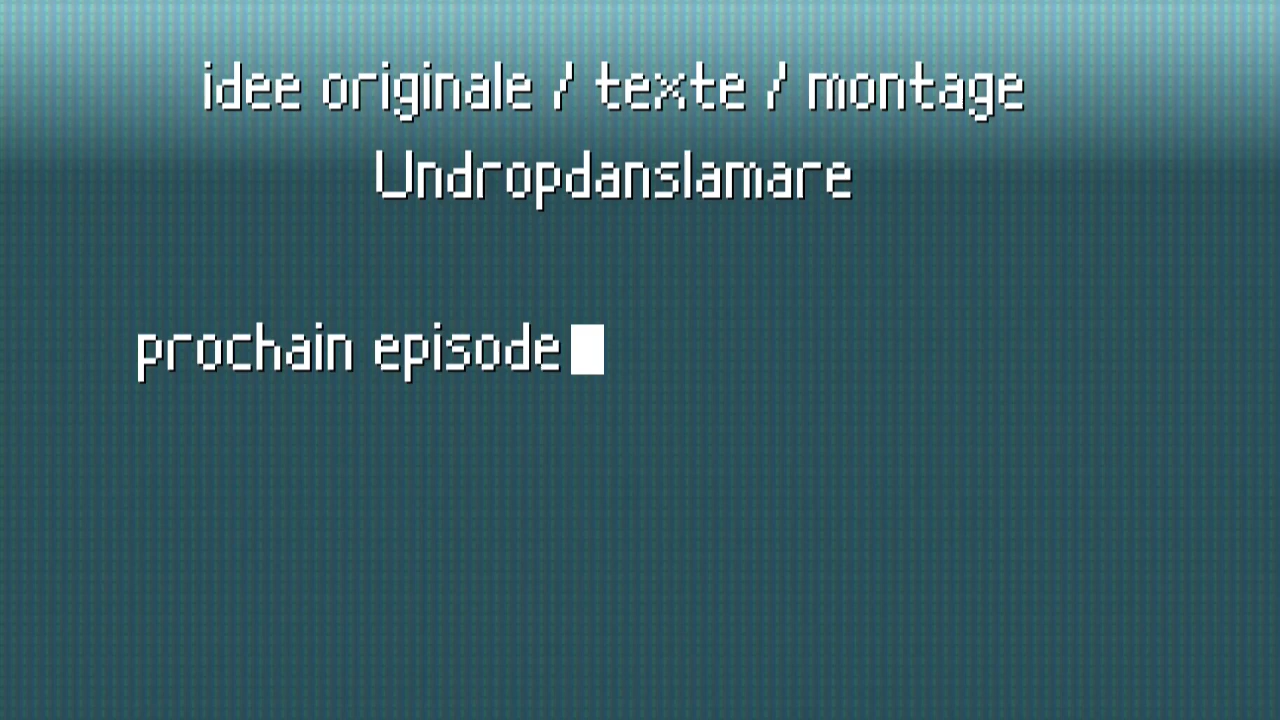 idee originale / texte / montage
Undropdanslamare
prochain episode